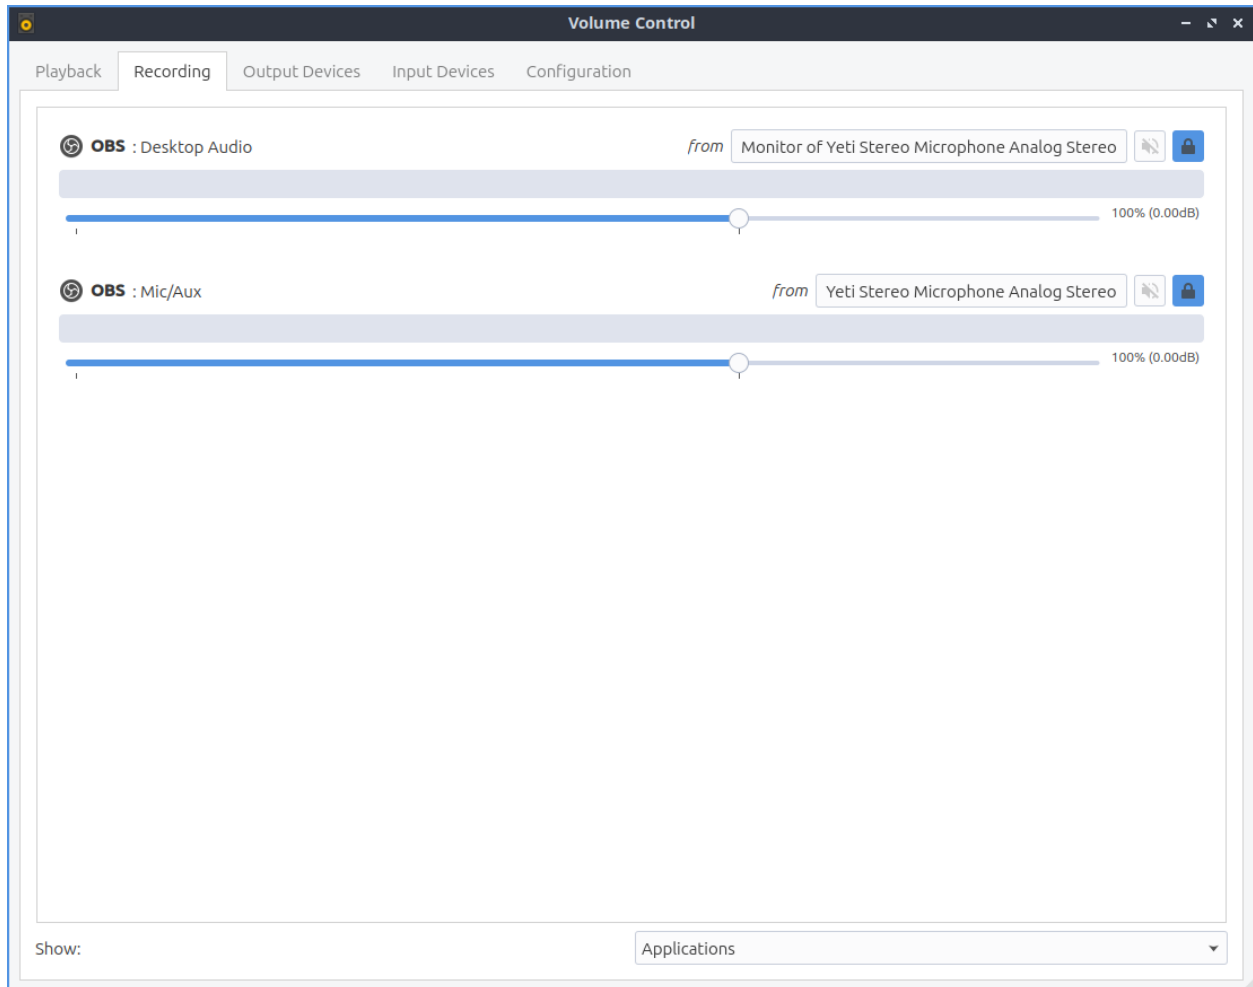 Volume Control
Playback Recording Output Devices Input Devices Configuration
OBS : Desktop Audio from Monitor of Yeti Stereo Microphone Analog Stereo
100% (0.00dB)
OBS : Mic/Aux from Yeti Stereo Microphone Analog Stereo
100% (0.00dB)
Show: Applications